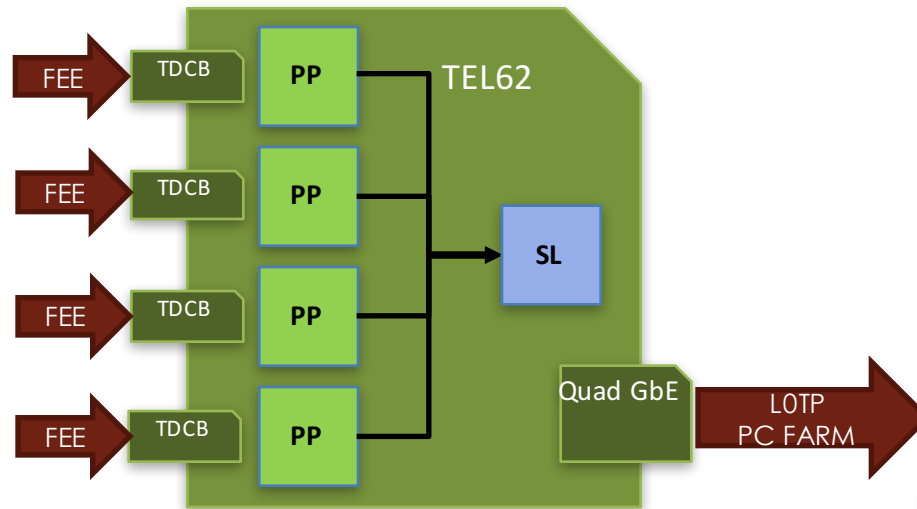 FEE
TDCB
PP
TEL62
FEE
TDCB
PP
SL
FEE
TDCB
PP
FEE
TDCB
PP
Quad GbE
L0TP
PC FARM